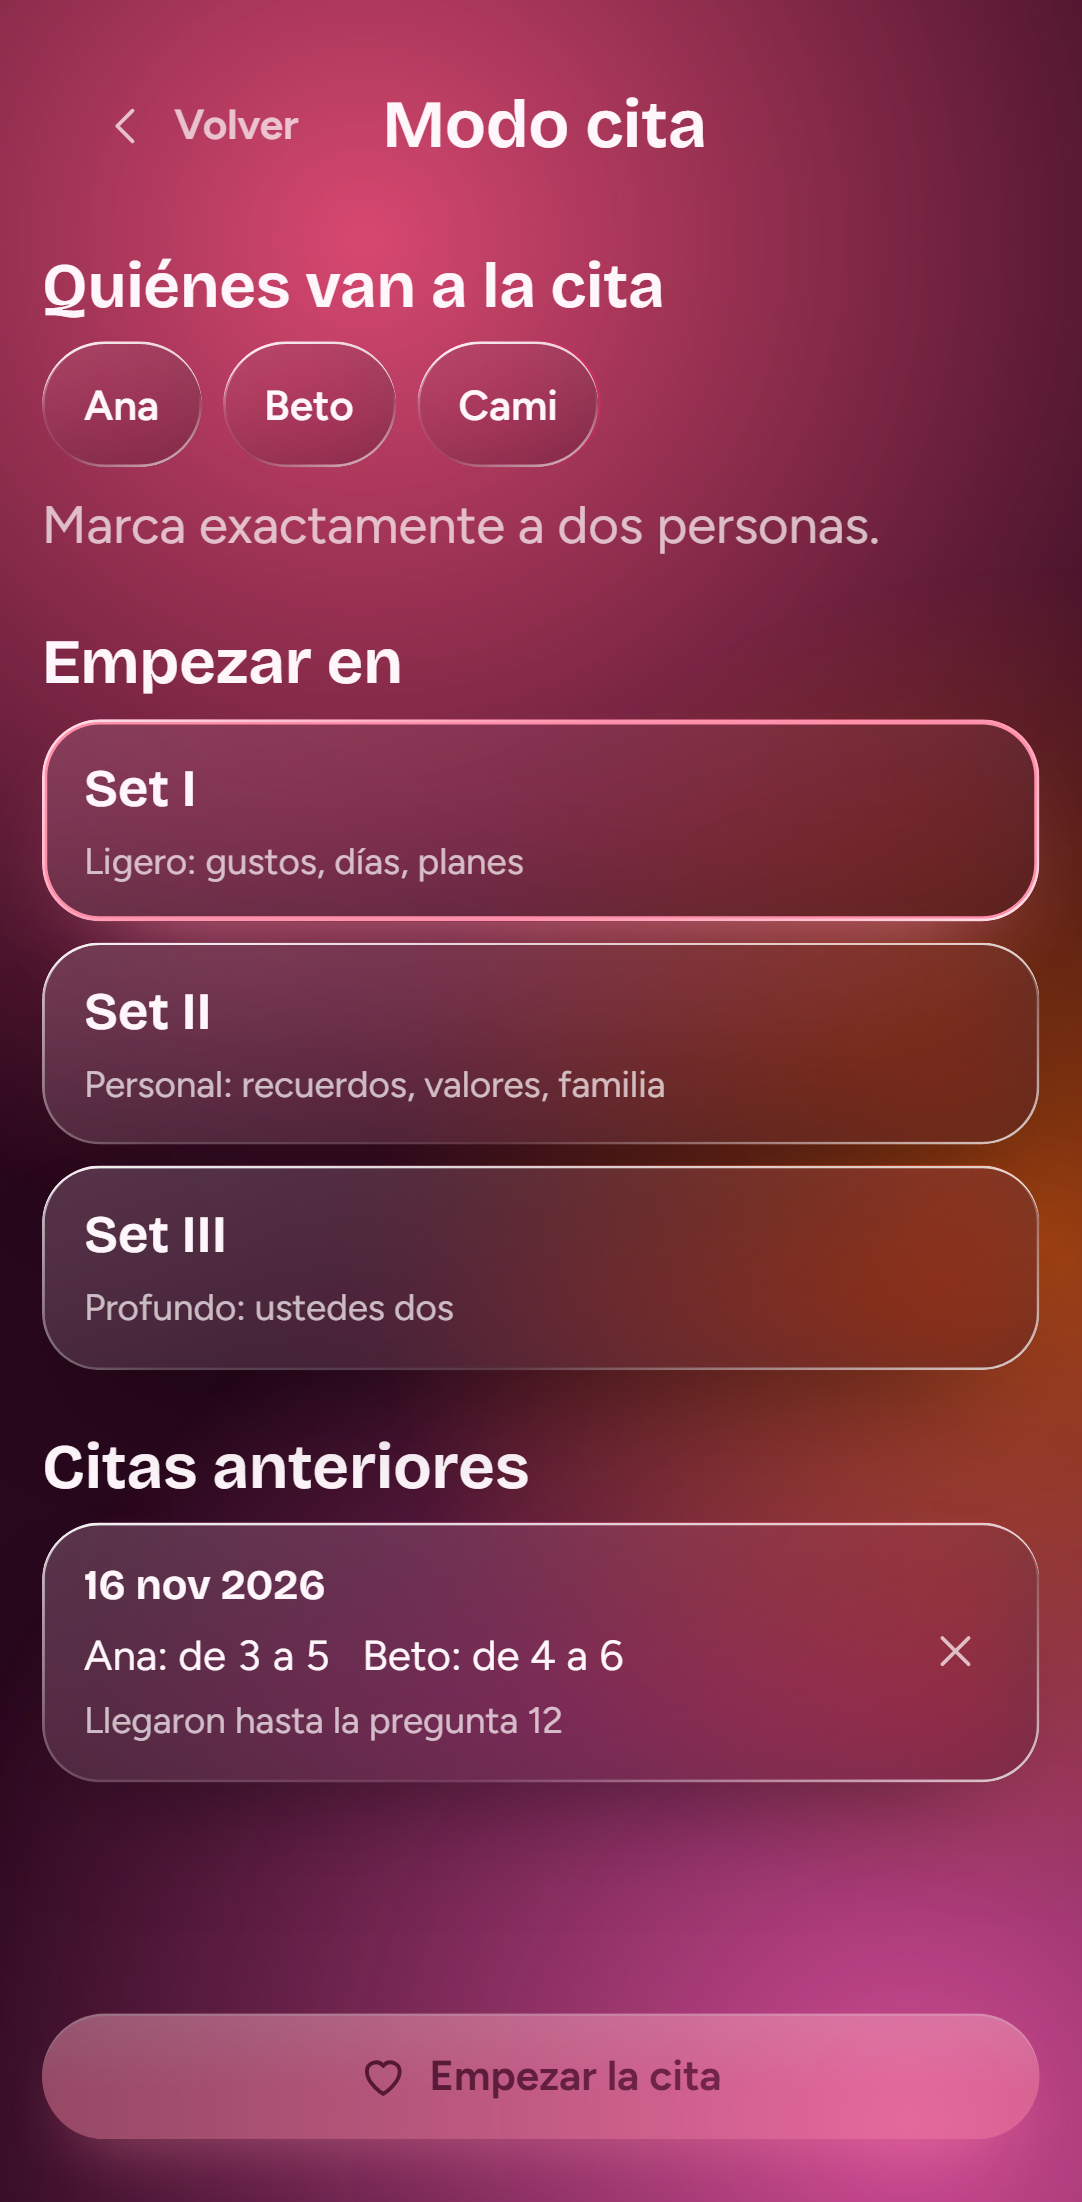 Volver
Modo cita
Quiénes van a la cita
Ana
Beto
Cami
Marca exactamente a dos personas.
Empezar en
Set I
Ligero: gustos, días, planes
Set II
Personal: recuerdos, valores, familia
Set III
Profundo: ustedes dos
Citas anteriores
16 nov 2026
Ana: de 3 a 5 Beto: de 4 a 6
Llegaron hasta la pregunta 12
Empezar la cita